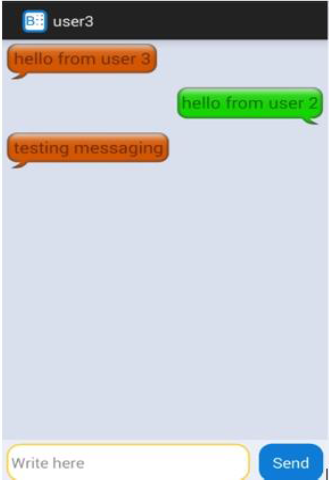 B
user3
hello from user 3
hello from user 2
testing messaging
Write here
Send